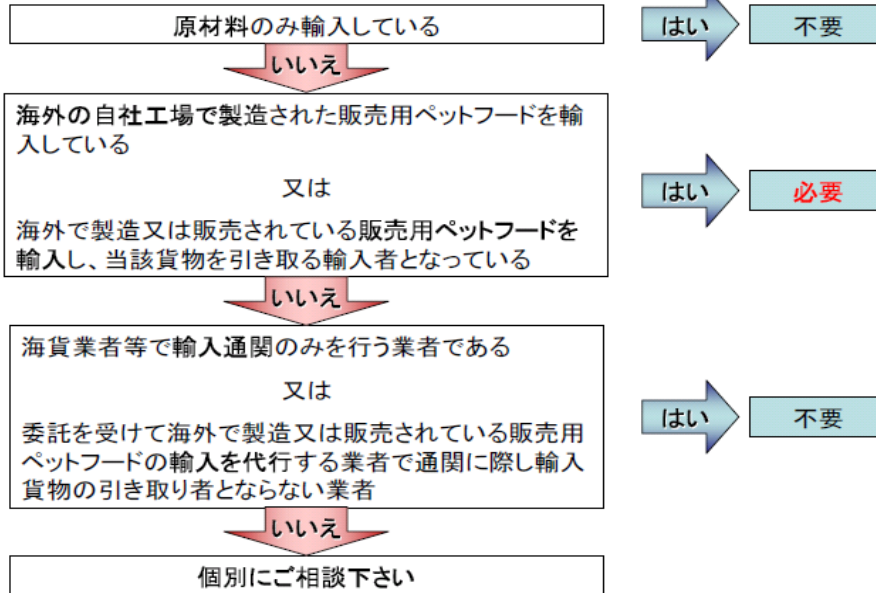 原材料のみ輸入している
はい
不要
いいえ
海外の自社工場で製造された販売用ペットフードを輸
入している
又は
海外で製造又は販売されている販売用ペットフードを
輸入し、当該貨物を引き取る輸入者となっている
はい
必要
いいえ
海貨業者等で輸入通関のみを行う業者である
又は
委託を受けて海外で製造又は販売されている販売用
ペットフードの輸入を代行する業者で通関に際し輸入
貨物の引き取り者とならない業者
はい
不要
いいえ
個別にご相談下さい